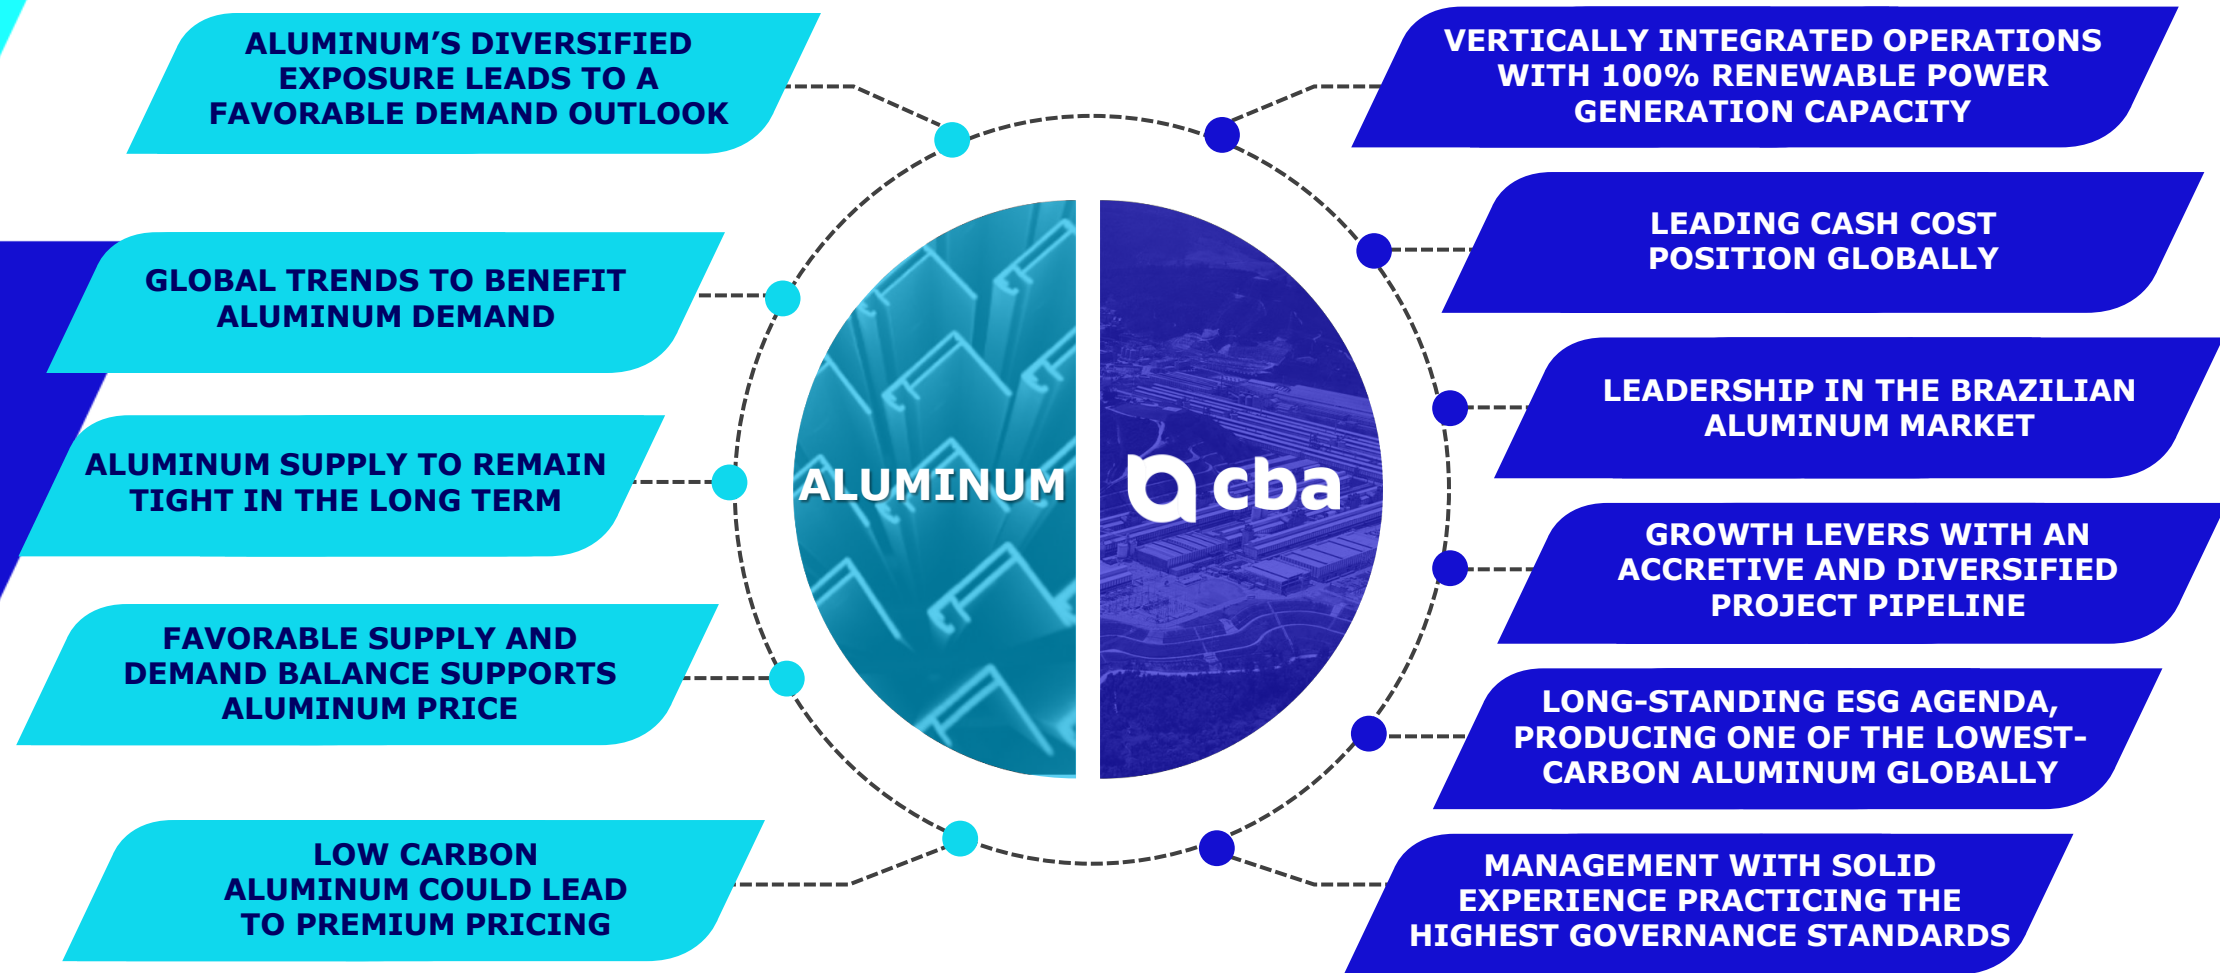 ALUMINUM’S DIVERSIFIED
EXPOSURE LEADS TO A
FAVORABLE DEMAND OUTLOOK
GLOBAL TRENDS TO BENEFIT
ALUMINUM DEMAND
ALUMINUM SUPPLY TO REMAIN
TIGHT IN THE LONG TERM
FAVORABLE SUPPLY AND
DEMAND BALANCE SUPPORTS
ALUMINUM PRICE
LOW CARBON
ALUMINUM COULD LEAD
TO PREMIUM PRICING
ALUMINUM
cba
VERTICALLY INTEGRATED OPERATIONS
WITH 100% RENEWABLE POWER
GENERATION CAPACITY
LEADING CASH COST
POSITION GLOBALLY
LEADERSHIP IN THE BRAZILIAN
ALUMINUM MARKET
GROWTH LEVERS WITH AN
ACCRETIVE AND DIVERSIFIED
PROJECT PIPELINE
LONG-STANDING ESG AGENDA,
PRODUCING ONE OF THE LOWEST-
CARBON ALUMINUM GLOBALLY
MANAGEMENT WITH SOLID
EXPERIENCE PRACTICING THE
HIGHEST GOVERNANCE STANDARDS